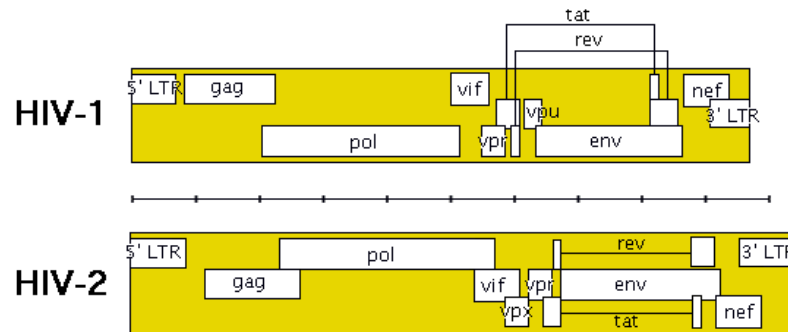 tat
rev
HIV-1
5' LTR
gag
vif
nef
vpu
3' LTR
pol
vpr
env
HIV-2
5' LTR
pol
rev
3' LTR
gag
vif
vpr
env
vpx
tat
nef